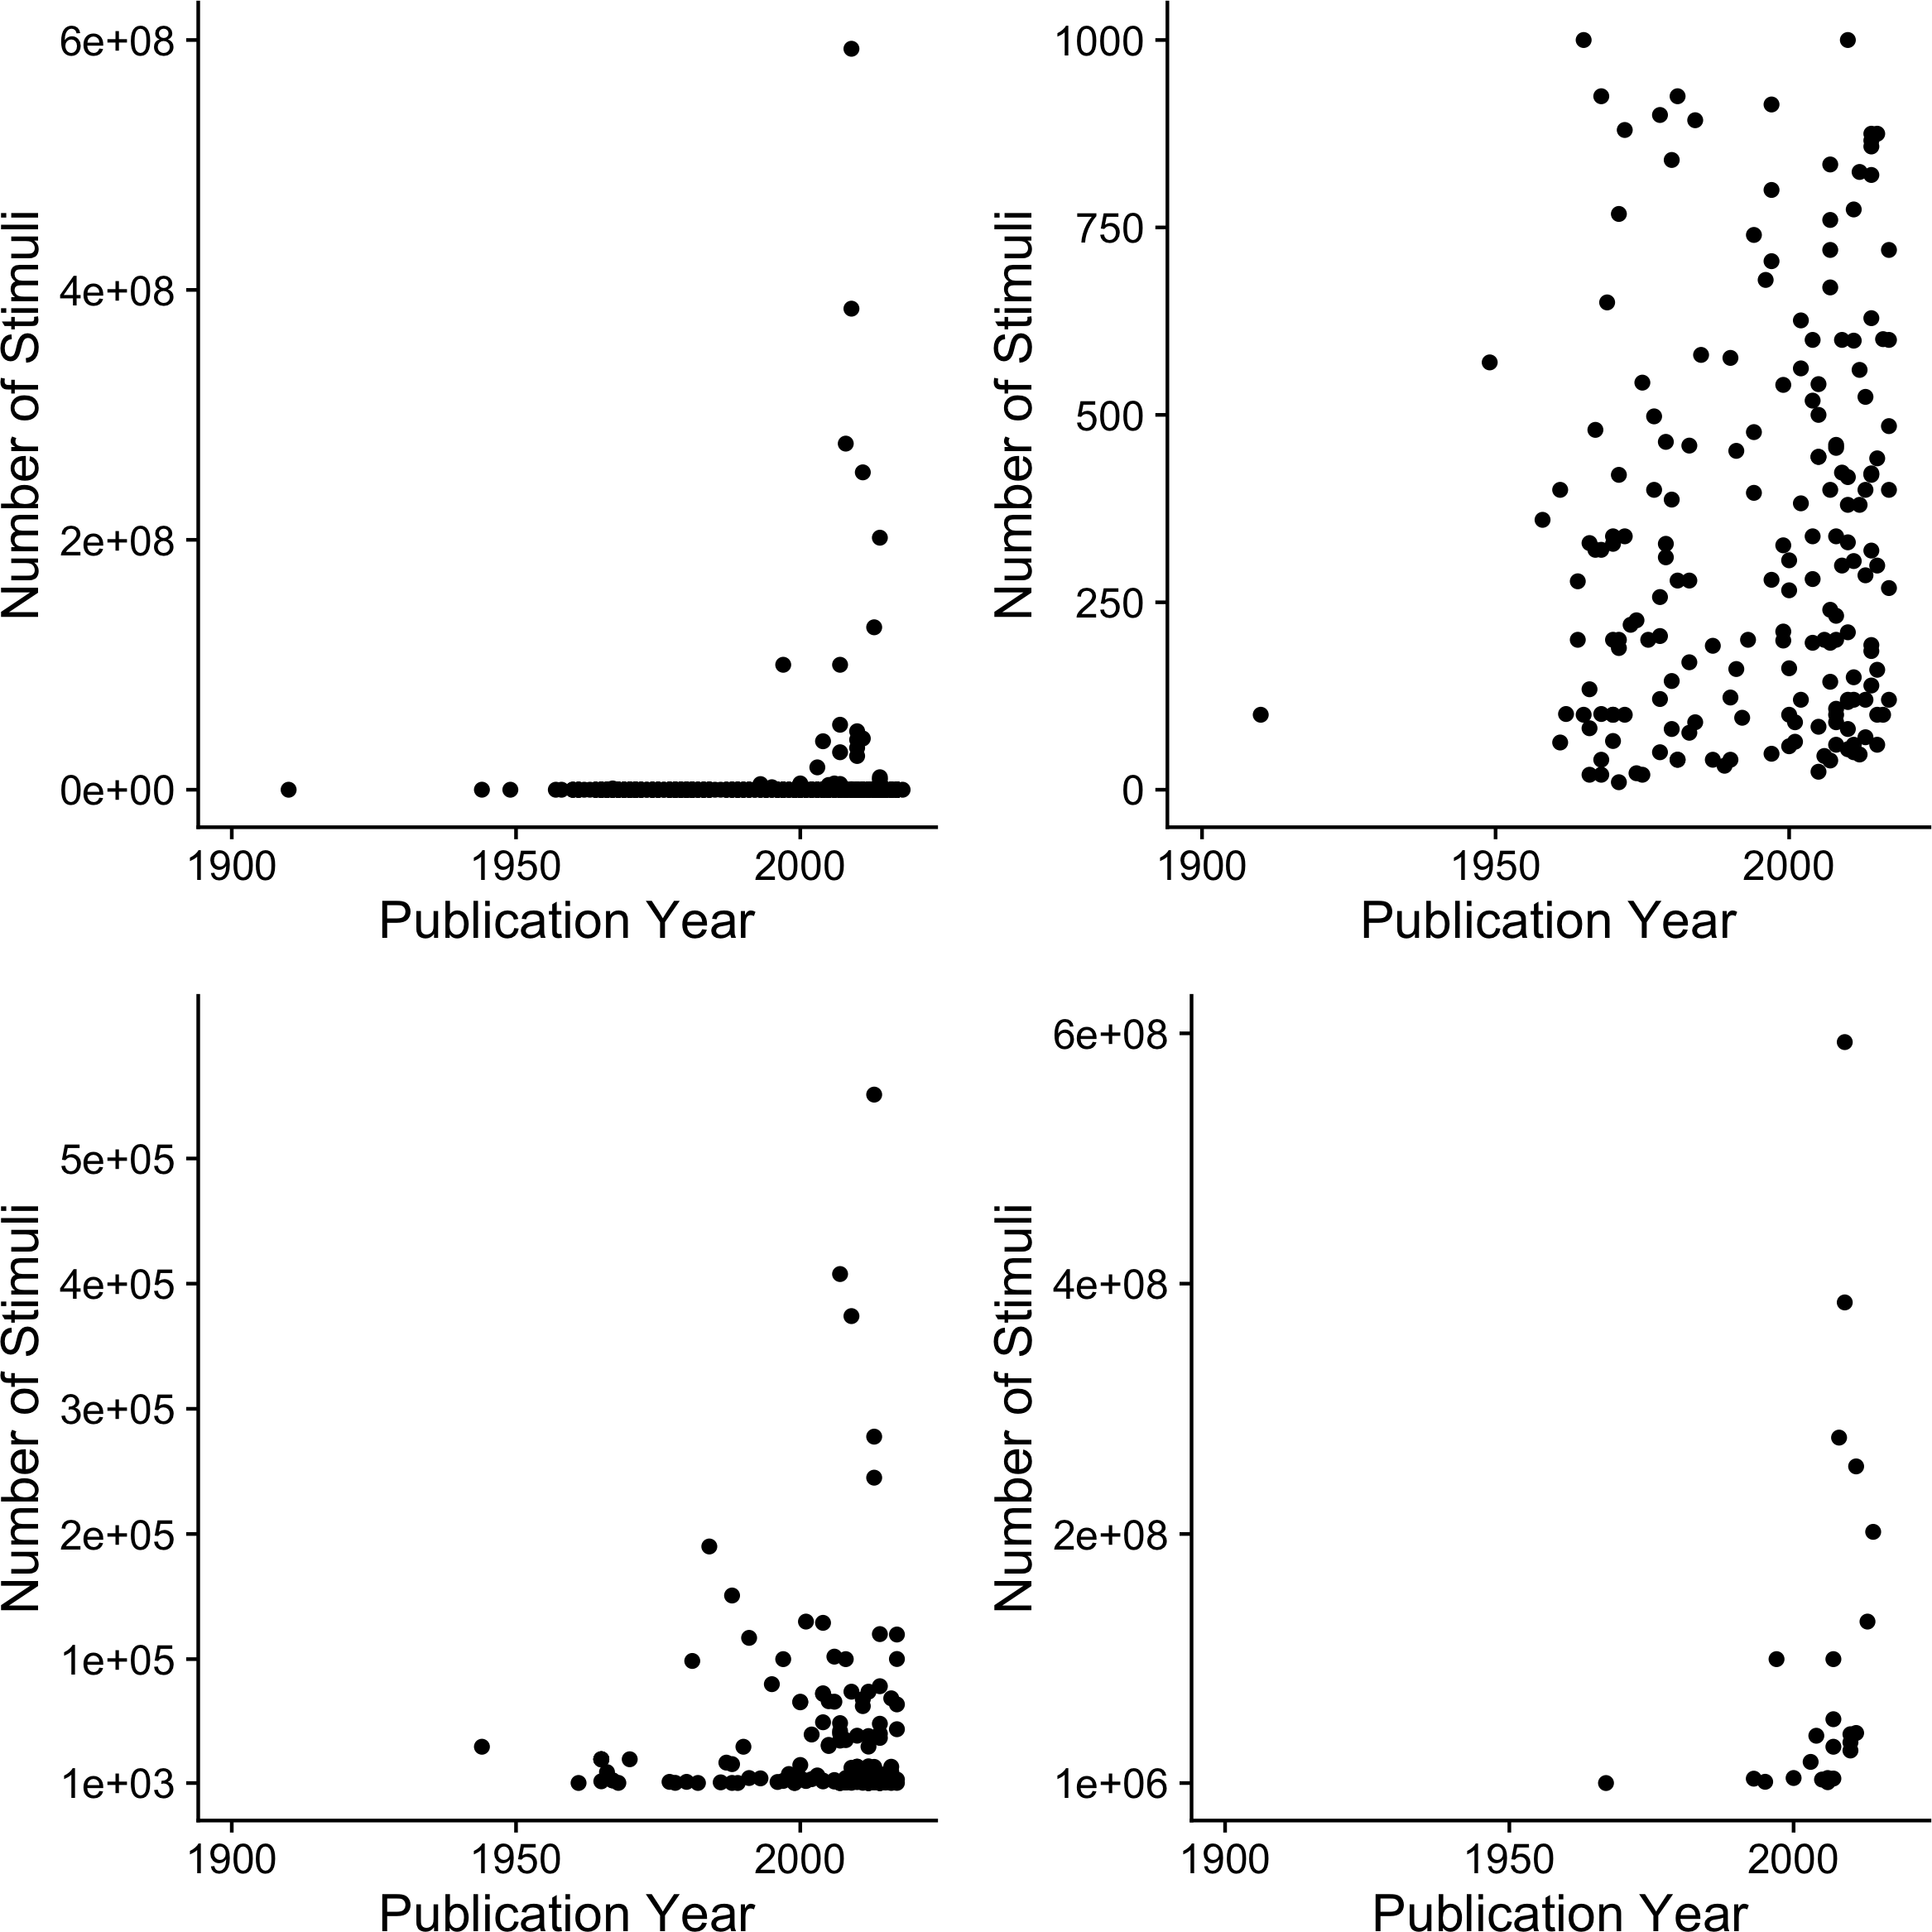 6e+08
4e+08
2e+08
0e+00
Number of Stimuli
1900 1950 2000
Publication Year
1000
750
500
250
0
Number of Stimuli
1900 1950 2000
Publication Year
5e+05
4e+05
3e+05
2e+05
1e+05
1e+03
Number of Stimuli
1900 1950 2000
Publication Year
6e+08
4e+08
2e+08
1e+06
Number of Stimuli
1900 1950 2000
Publication Year